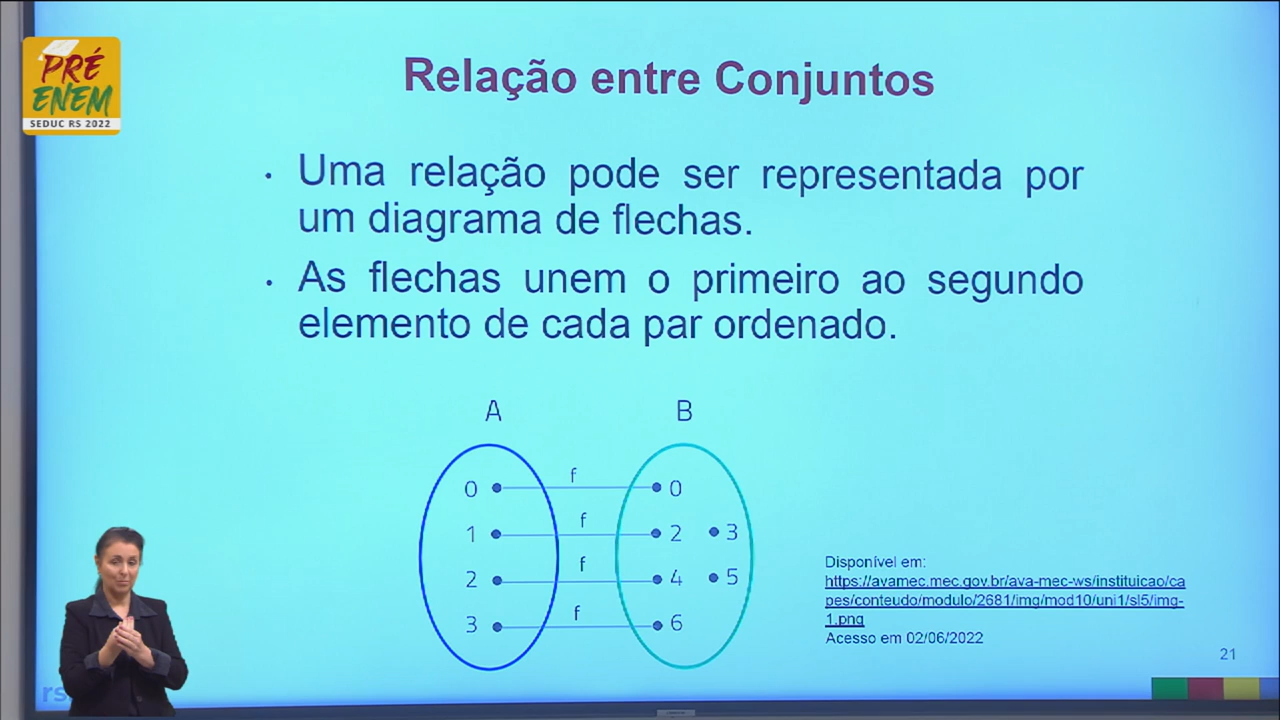 PRÉ
ENEM
SEDUC RS 2022
Relação entre Conjuntos
• Uma relação pode ser representada por
um diagrama de flechas.
• As flechas unem o primeiro ao segundo
elemento de cada par ordenado.
A B
0 f 0
1 f 2 3
2 f 4 5
3 f 6
Disponível em:
https://avamec.mec.gov.br/ava-mec-ws/instituicao/ca
pes/conteudo/modulo/2681/img/mod10/uni1/sl5/img-
1.png
Acesso em 02/06/2022
21
rs